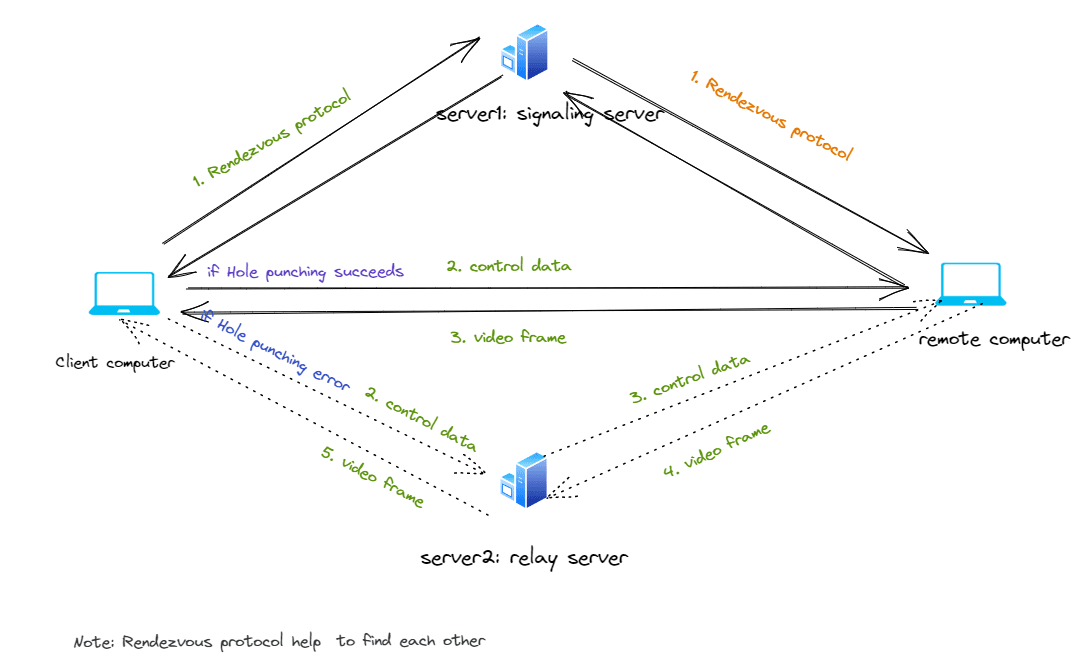 server1: signaling server
1. Rendezvous protocol
1. Rendezvous protocol
if Hole punching succeeds
2. control data
3. video frame
Client computer
remote computer
if Hole punching error
2. control data
3. control data
5. video frame
4. video frame
server2: relay server
Note: Rendezvous protocol help to find each other